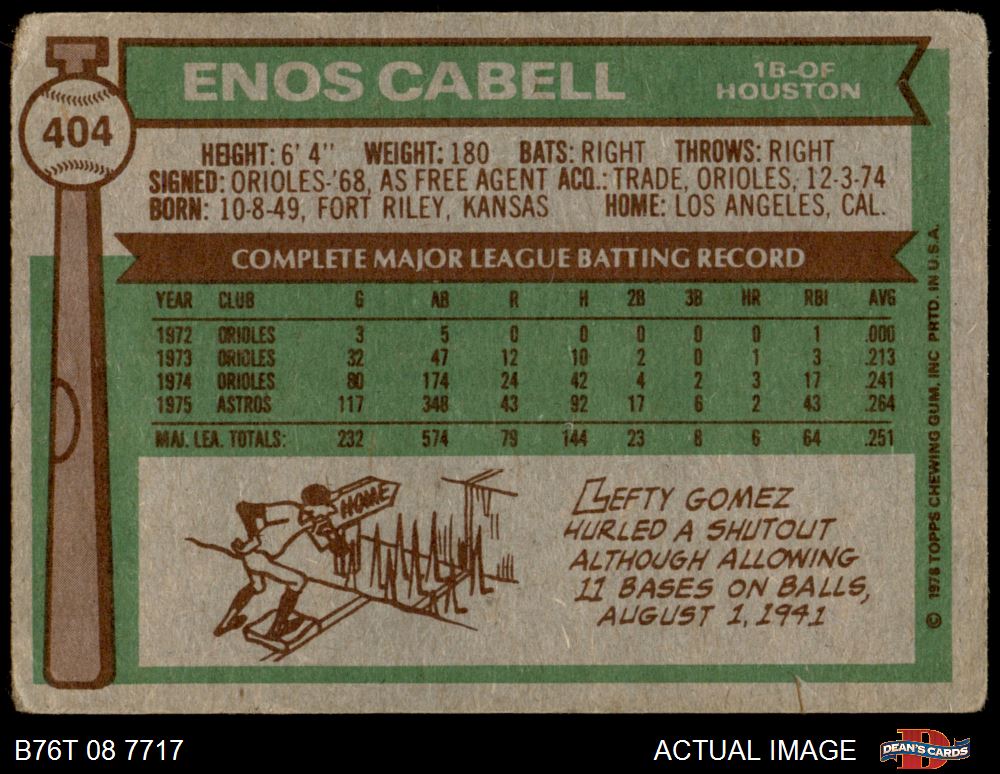 404
ENOS CABELL
1B-OF
HOUSTON
HEIGHT: 6' 4" WEIGHT: 180 BATS: RIGHT THROWS: RIGHT
SIGNED: ORIOLES-'68, AS FREE AGENT ACQ.: TRADE, ORIOLES, 12-3-74
BORN: 10-8-49, FORT RILEY, KANSAS HOME: LOS ANGELES, CAL.
COMPLETE MAJOR LEAGUE BATTING RECORD
YEAR CLUB G AB R H 2B 3B HR RBI AVG
1972 ORIOLES 3 5 0 0 0 0 0 1 .000
1973 ORIOLES 32 47 12 10 2 0 1 3 .213
1974 ORIOLES 80 174 24 42 4 2 3 17 .241
1975 ASTROS 117 348 43 92 17 6 2 43 .264
MAJ. LEA. TOTALS: 232 574 79 144 23 8 6 64 .251
HOME
LEFTY GOMEZ
HURLED A SHUTOUT
ALTHOUGH ALLOWING
11 BASES ON BALLS,
AUGUST 1, 1941
© 1976 TOPPS CHEWING GUM, INC PRTD. IN U.S.A.
B76T 08 7717
ACTUAL IMAGE
DEAN'S CARDS